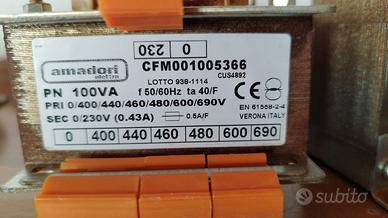 0 230
amadori
elettra
CFM001005366
CUS4892
LOTTO 938-1114
PN 100VA f 50/60Hz ta 40/F
PRI 0/400/440/460/480/600/690V
SEC 0/230V (0.43A) 0.5A/F
EN 61558-2-4
VERONA ITALY
0 400 440 460 480 600 690
subito